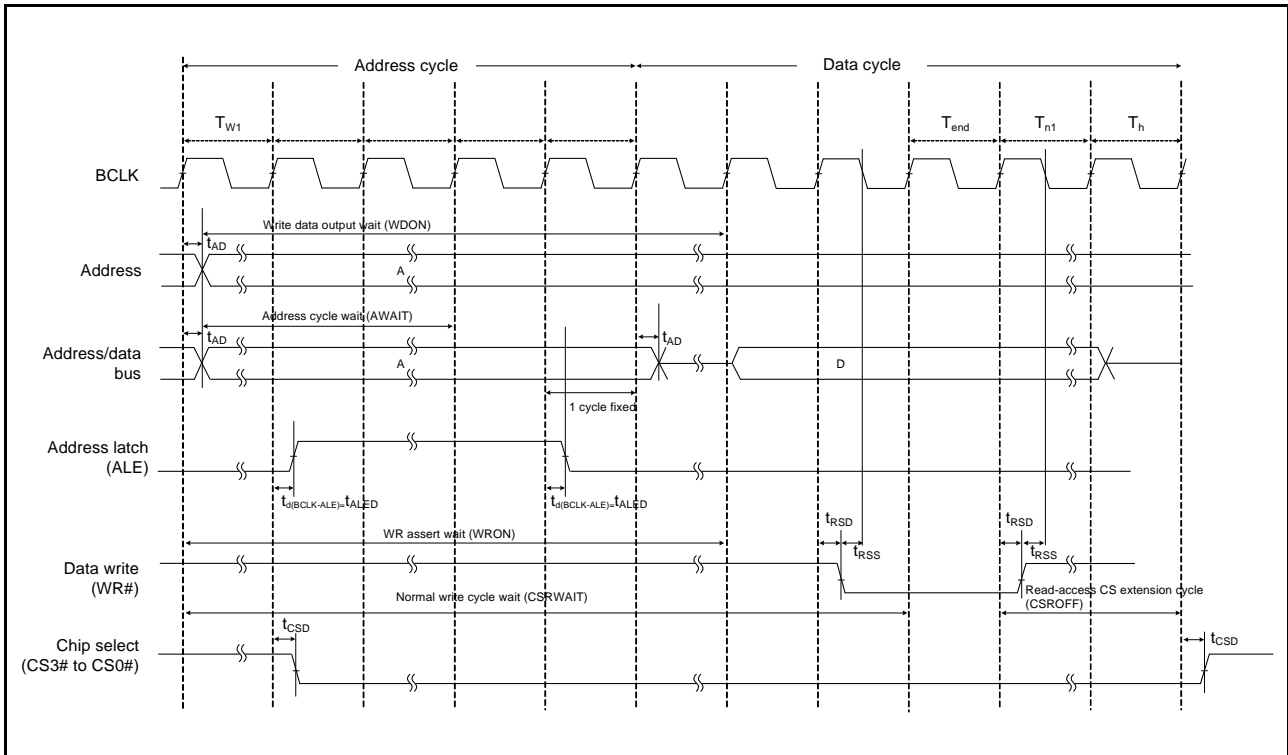 Address cycle
Data cycle
TW1
Tend
Tn1
Th
BCLK
Write data output wait (WDON)
tAD
Address
A
Address cycle wait (AWAIT)
tAD
tAD
Address/data
bus
A
D
1 cycle fixed
Address latch
(ALE)
td(BCLK-ALE)=tALED
td(BCLK-ALE)=tALED
WR assert wait (WRON)
tRSD
tRSS
tRSD
tRSS
Data write
(WR#)
Normal write cycle wait (CSRWAIT)
Read-access CS extension cycle
(CSROFF)
tCSD
tCSD
Chip select
(CS3# to CS0#)